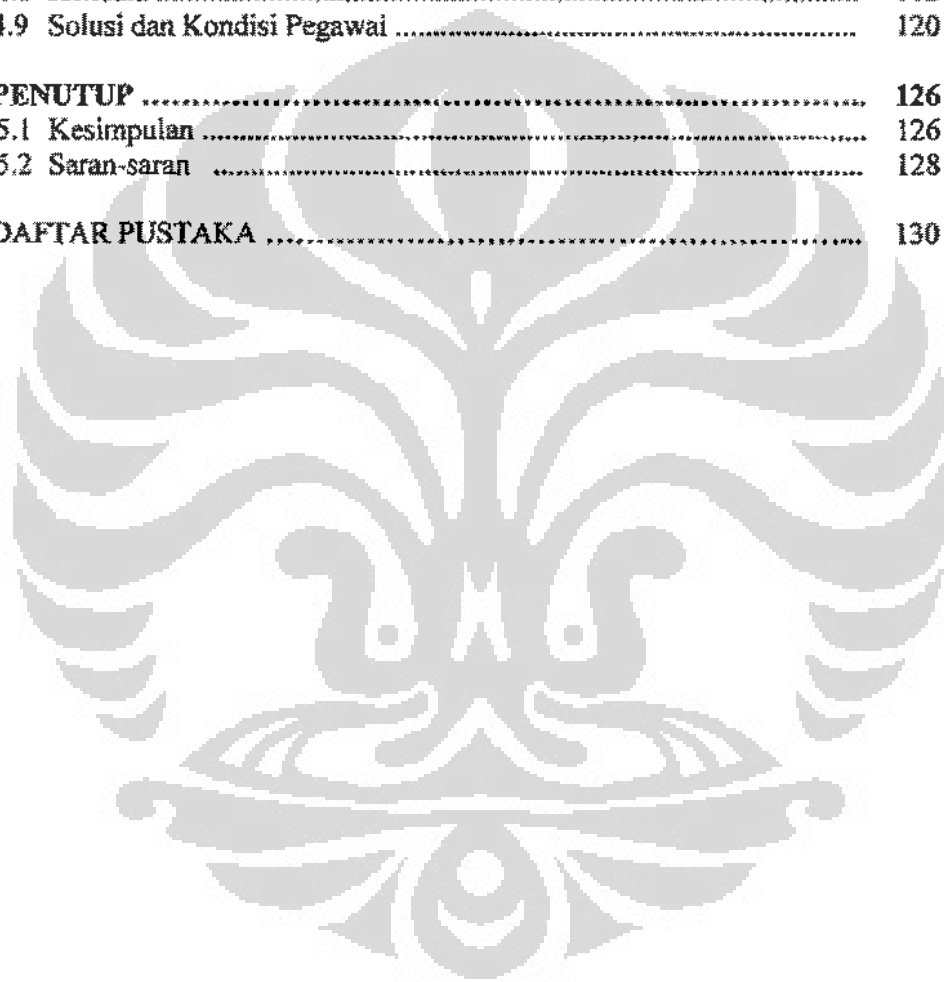 4.9 Solusi dan Kondisi Pegawai ........................ 120
PENUTUP ........................ 126
5.1 Kesimpulan ........................ 126
5.2 Saran-saran ........................ 128
DAFTAR PUSTAKA ........................ 130